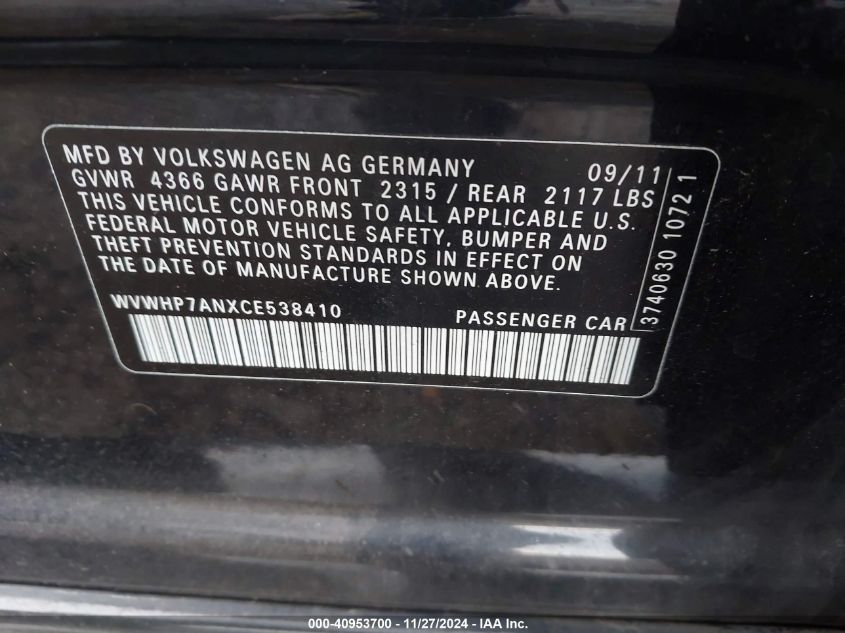 MFD BY VOLKSWAGEN AG GERMANY 09/11
GVWR 4366 GAWR FRONT 2315 / REAR 2117 LBS
THIS VEHICLE CONFORMS TO ALL APPLICABLE U.S.
FEDERAL MOTOR VEHICLE SAFETY, BUMPER AND
THEFT PREVENTION STANDARDS IN EFFECT ON
THE DATE OF MANUFACTURE SHOWN ABOVE.
WVWHP7ANXCE538410 PASSENGER CAR
3740630 1072 1
000-40953700 - 11/27/2024 - IAA Inc.